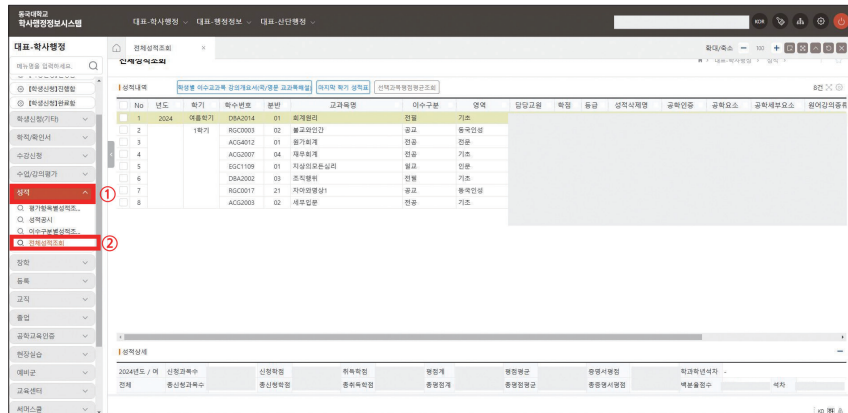 동국대학교
학사행정정보시스템
대표-학사행정 대표-행정정보 대표-산단행정
KOR
대표-학사행정
전체성적조회 ×
확대/축소 - 100 +
메뉴명을 입력하세요.
전체성적조회
【학생신청】진행함
【학생신청】완료함
학생신청(기타)
학적/확인서
수강신청
수업/강의평가
성적
①
평가항목별성적조...
성적공시
이수구분별성적조...
전체성적조회
②
장학
등록
교직
졸업
공학교육인증
현장실습
예비군
교육센터
써머스쿨
성적내역
학생별 이수교과목 강의개요서(국/영문 교과목해설)
마지막 학기 성적표
선택과목평점평균조회
8건
No 년도 학기 학수번호 분반 교과목명 이수구분 영역 담당교원 학점 등급 성적삭제명 공학인증 공학요소 공학세부요소 원어강의종류
1 2024 여름학기 DBA2014 01 회계원리 전필 기초
2 1학기 RGC0003 02 불교와인간 공교 동국인성
3 ACG4012 01 원가회계 전공 전문
4 ACG2007 04 재무회계 전공 기초
5 EGC1109 01 지상의모든심리 일교 인문
6 DBA2002 03 조직행위 전필 기초
7 RGC0017 21 자아와명상1 공교 동국인성
8 ACG2003 02 세무입문 전공 기초
성적상세
2024년도 / 여 신청과목수 신청학점 취득학점 평점계 평점평균 증명서평점 학과학년석차 -
전체 총신청과목수 총신청학점 총취득학점 총평점계 총평점평균 총증명서평점 백분율점수 석차